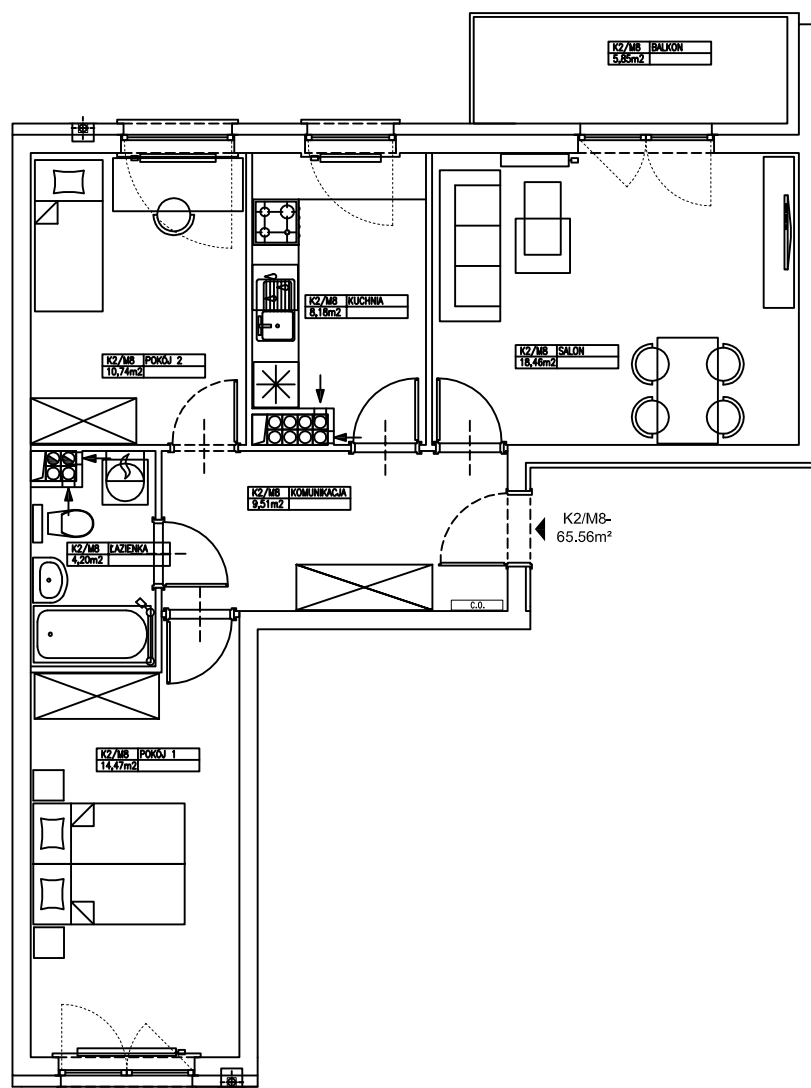 K2/M8 BALKON
5,85m2
K2/M8 KUCHNIA
8,18m2
K2/M8 SALON
18,46m2
K2/M8 POKÓJ 2
10,74m2
K2/M8 KOMUNIKACJA
9,51m2
K2/M8-
65.56m²
K2/M8 ŁAZIENKA
4,20m2
C.O.
K2/M8 POKÓJ 1
14,47m2